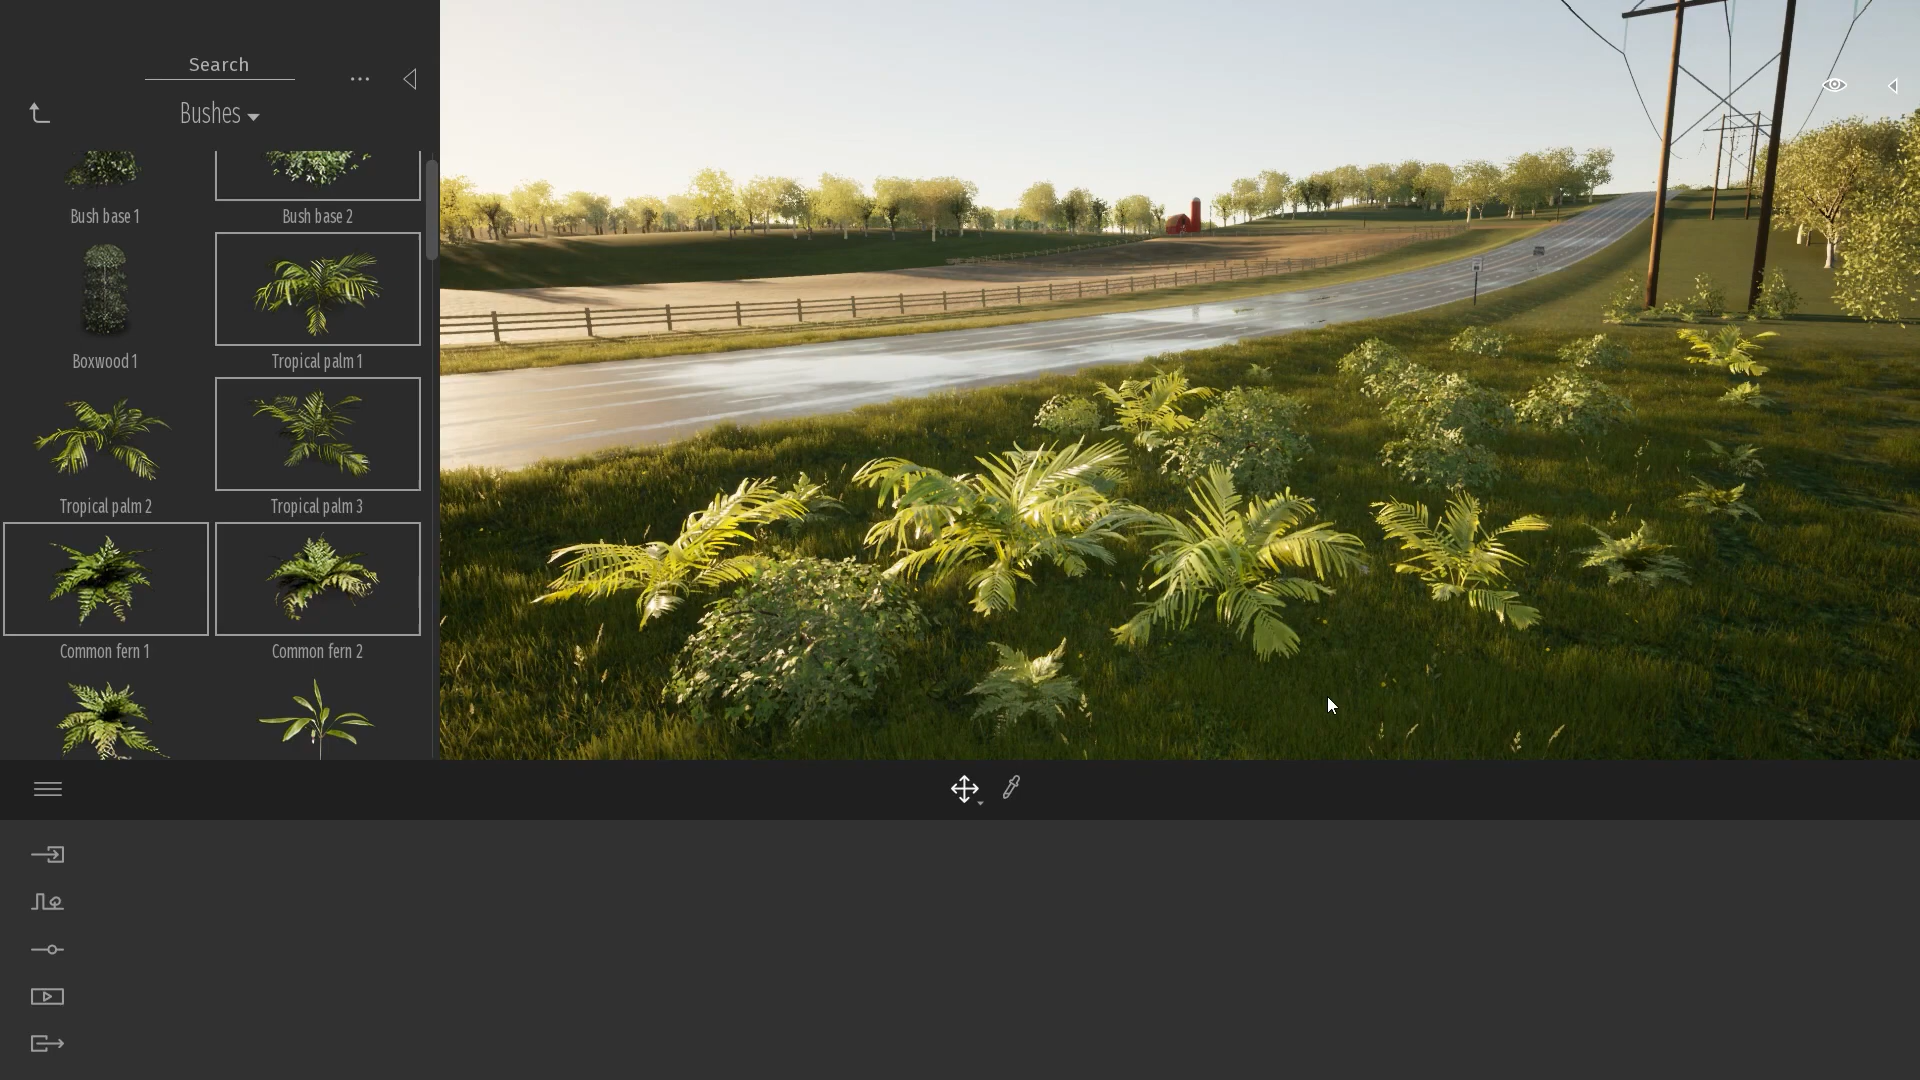 Search
Bushes
Bush base 1
Bush base 2
Boxwood 1
Tropical palm 1
Tropical palm 2
Tropical palm 3
Common fern 1
Common fern 2